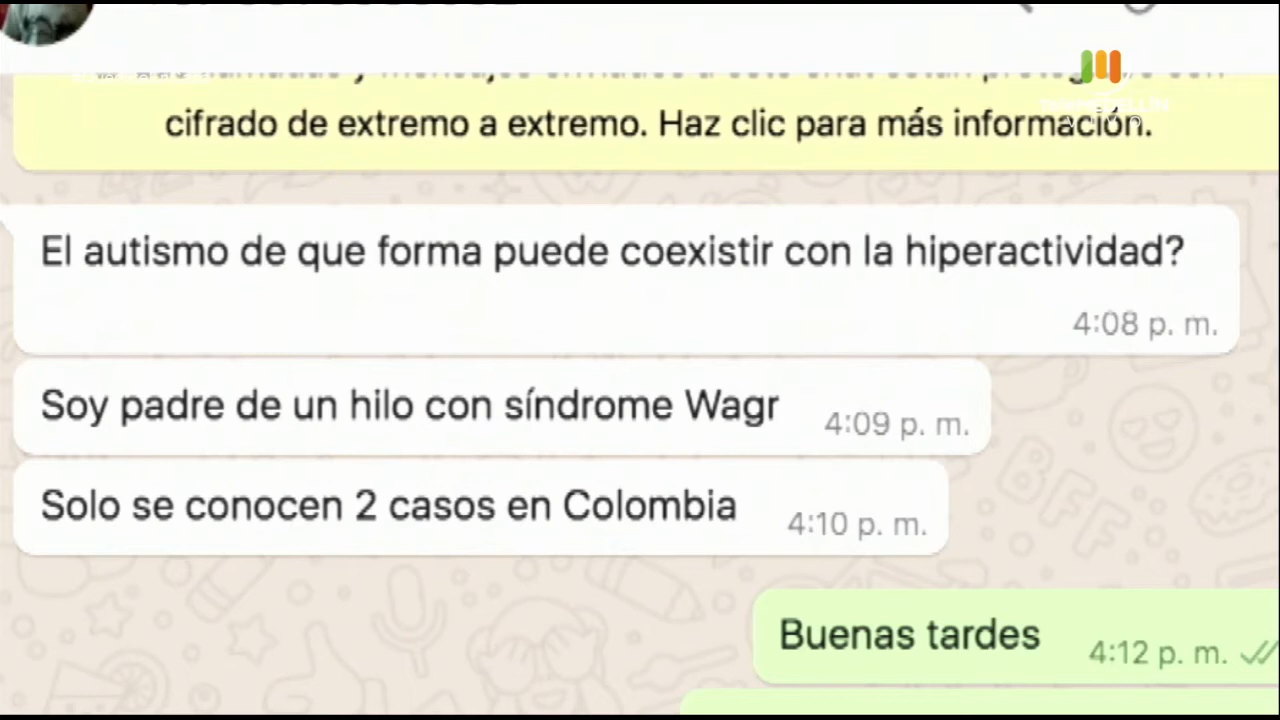 cifrado de extremo a extremo. Haz clic para más información.
El autismo de que forma puede coexistir con la hiperactividad?
4:08 p. m.
Soy padre de un hilo con síndrome Wagr
4:09 p. m.
Solo se conocen 2 casos en Colombia
4:10 p. m.
Buenas tardes
4:12 p. m.